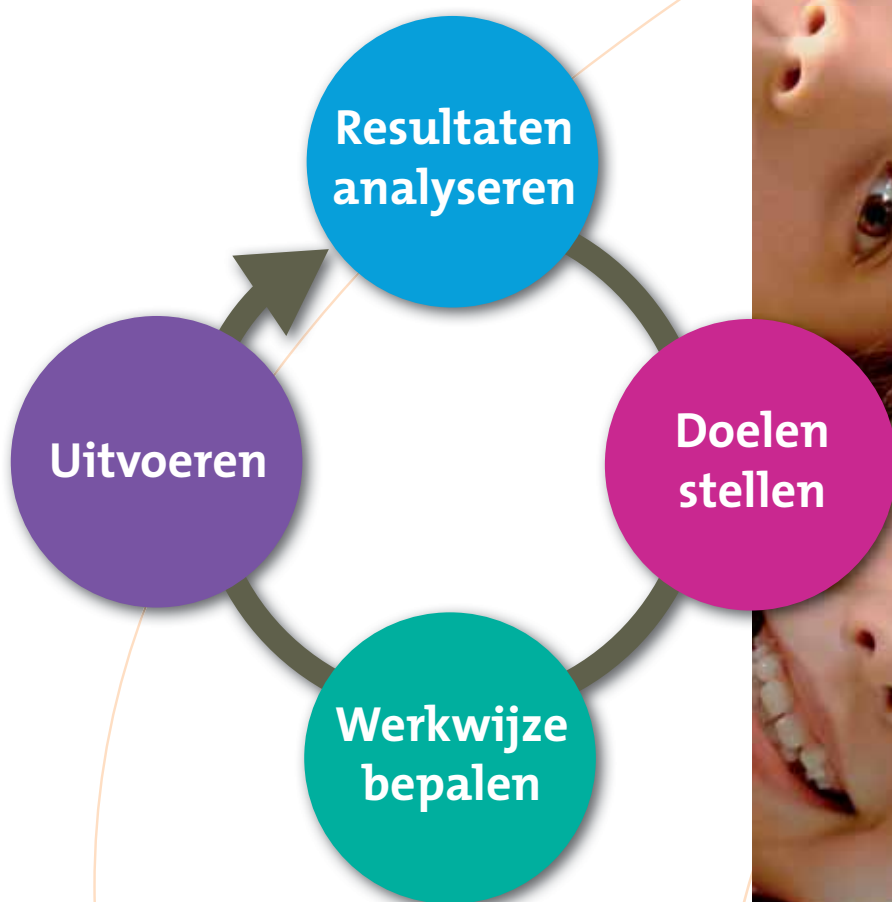 Resultaten
analyseren
Doelen
stellen
Werkwijze
bepalen
Uitvoeren